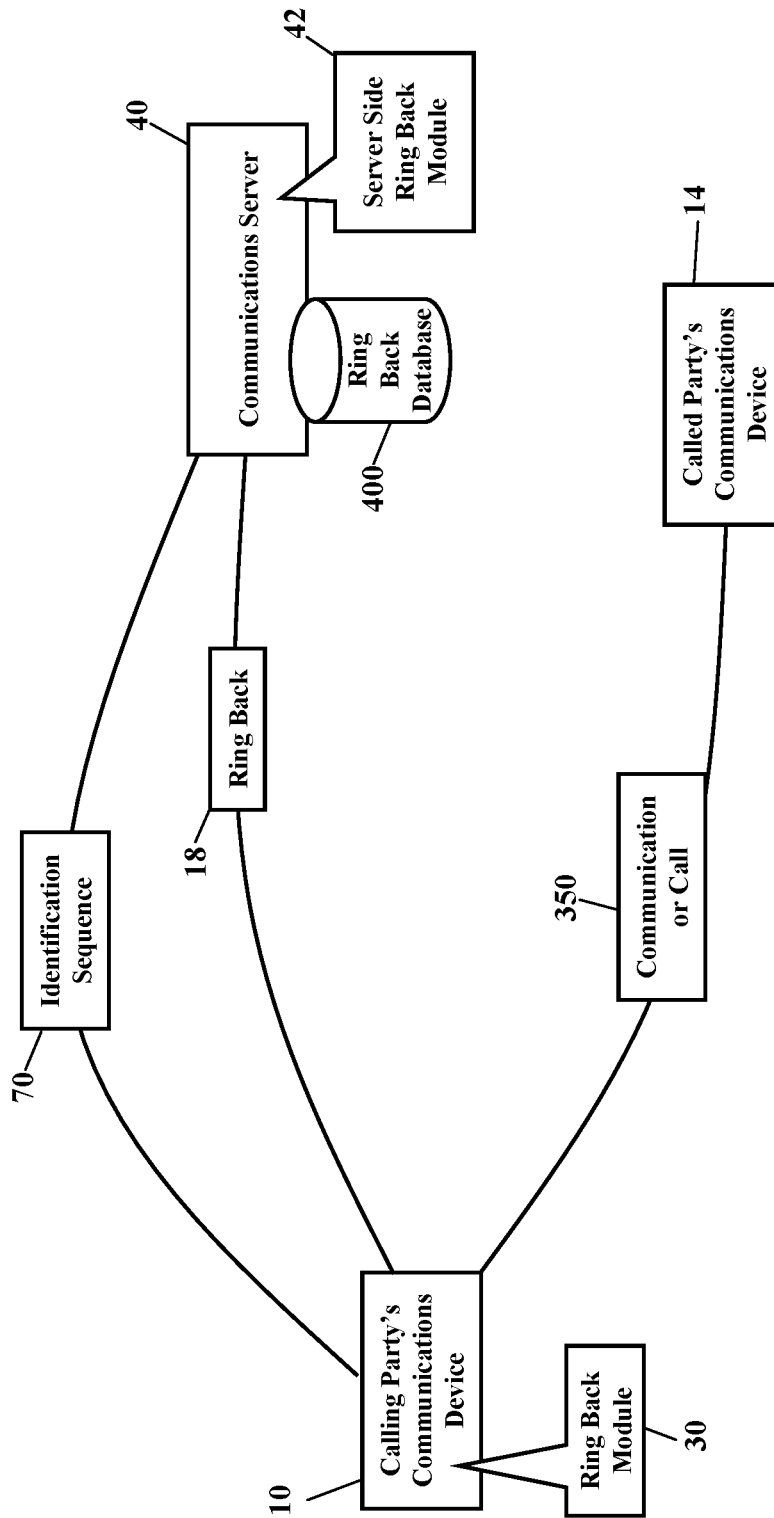 70
Identification
Sequence
40
Communications Server
42
Server Side
Ring Back
Module
Ring
Back
Database
400
18
Ring Back
10
Calling Party's
Communications
Device
Ring Back
Module
30
350
Communication
or Call
14
Called Party's
Communications
Device